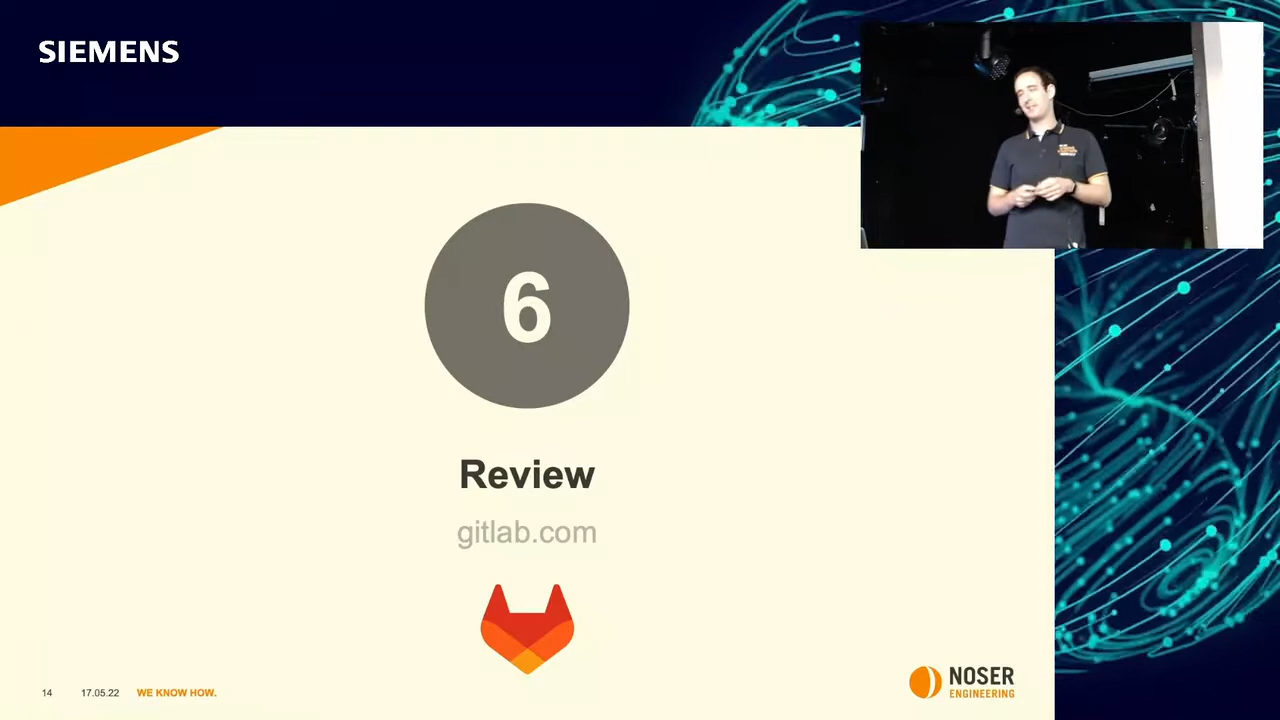 SIEMENS
6
Review
gitlab.com
14 17.05.22 WE KNOW HOW.
NOSER
ENGINEERING